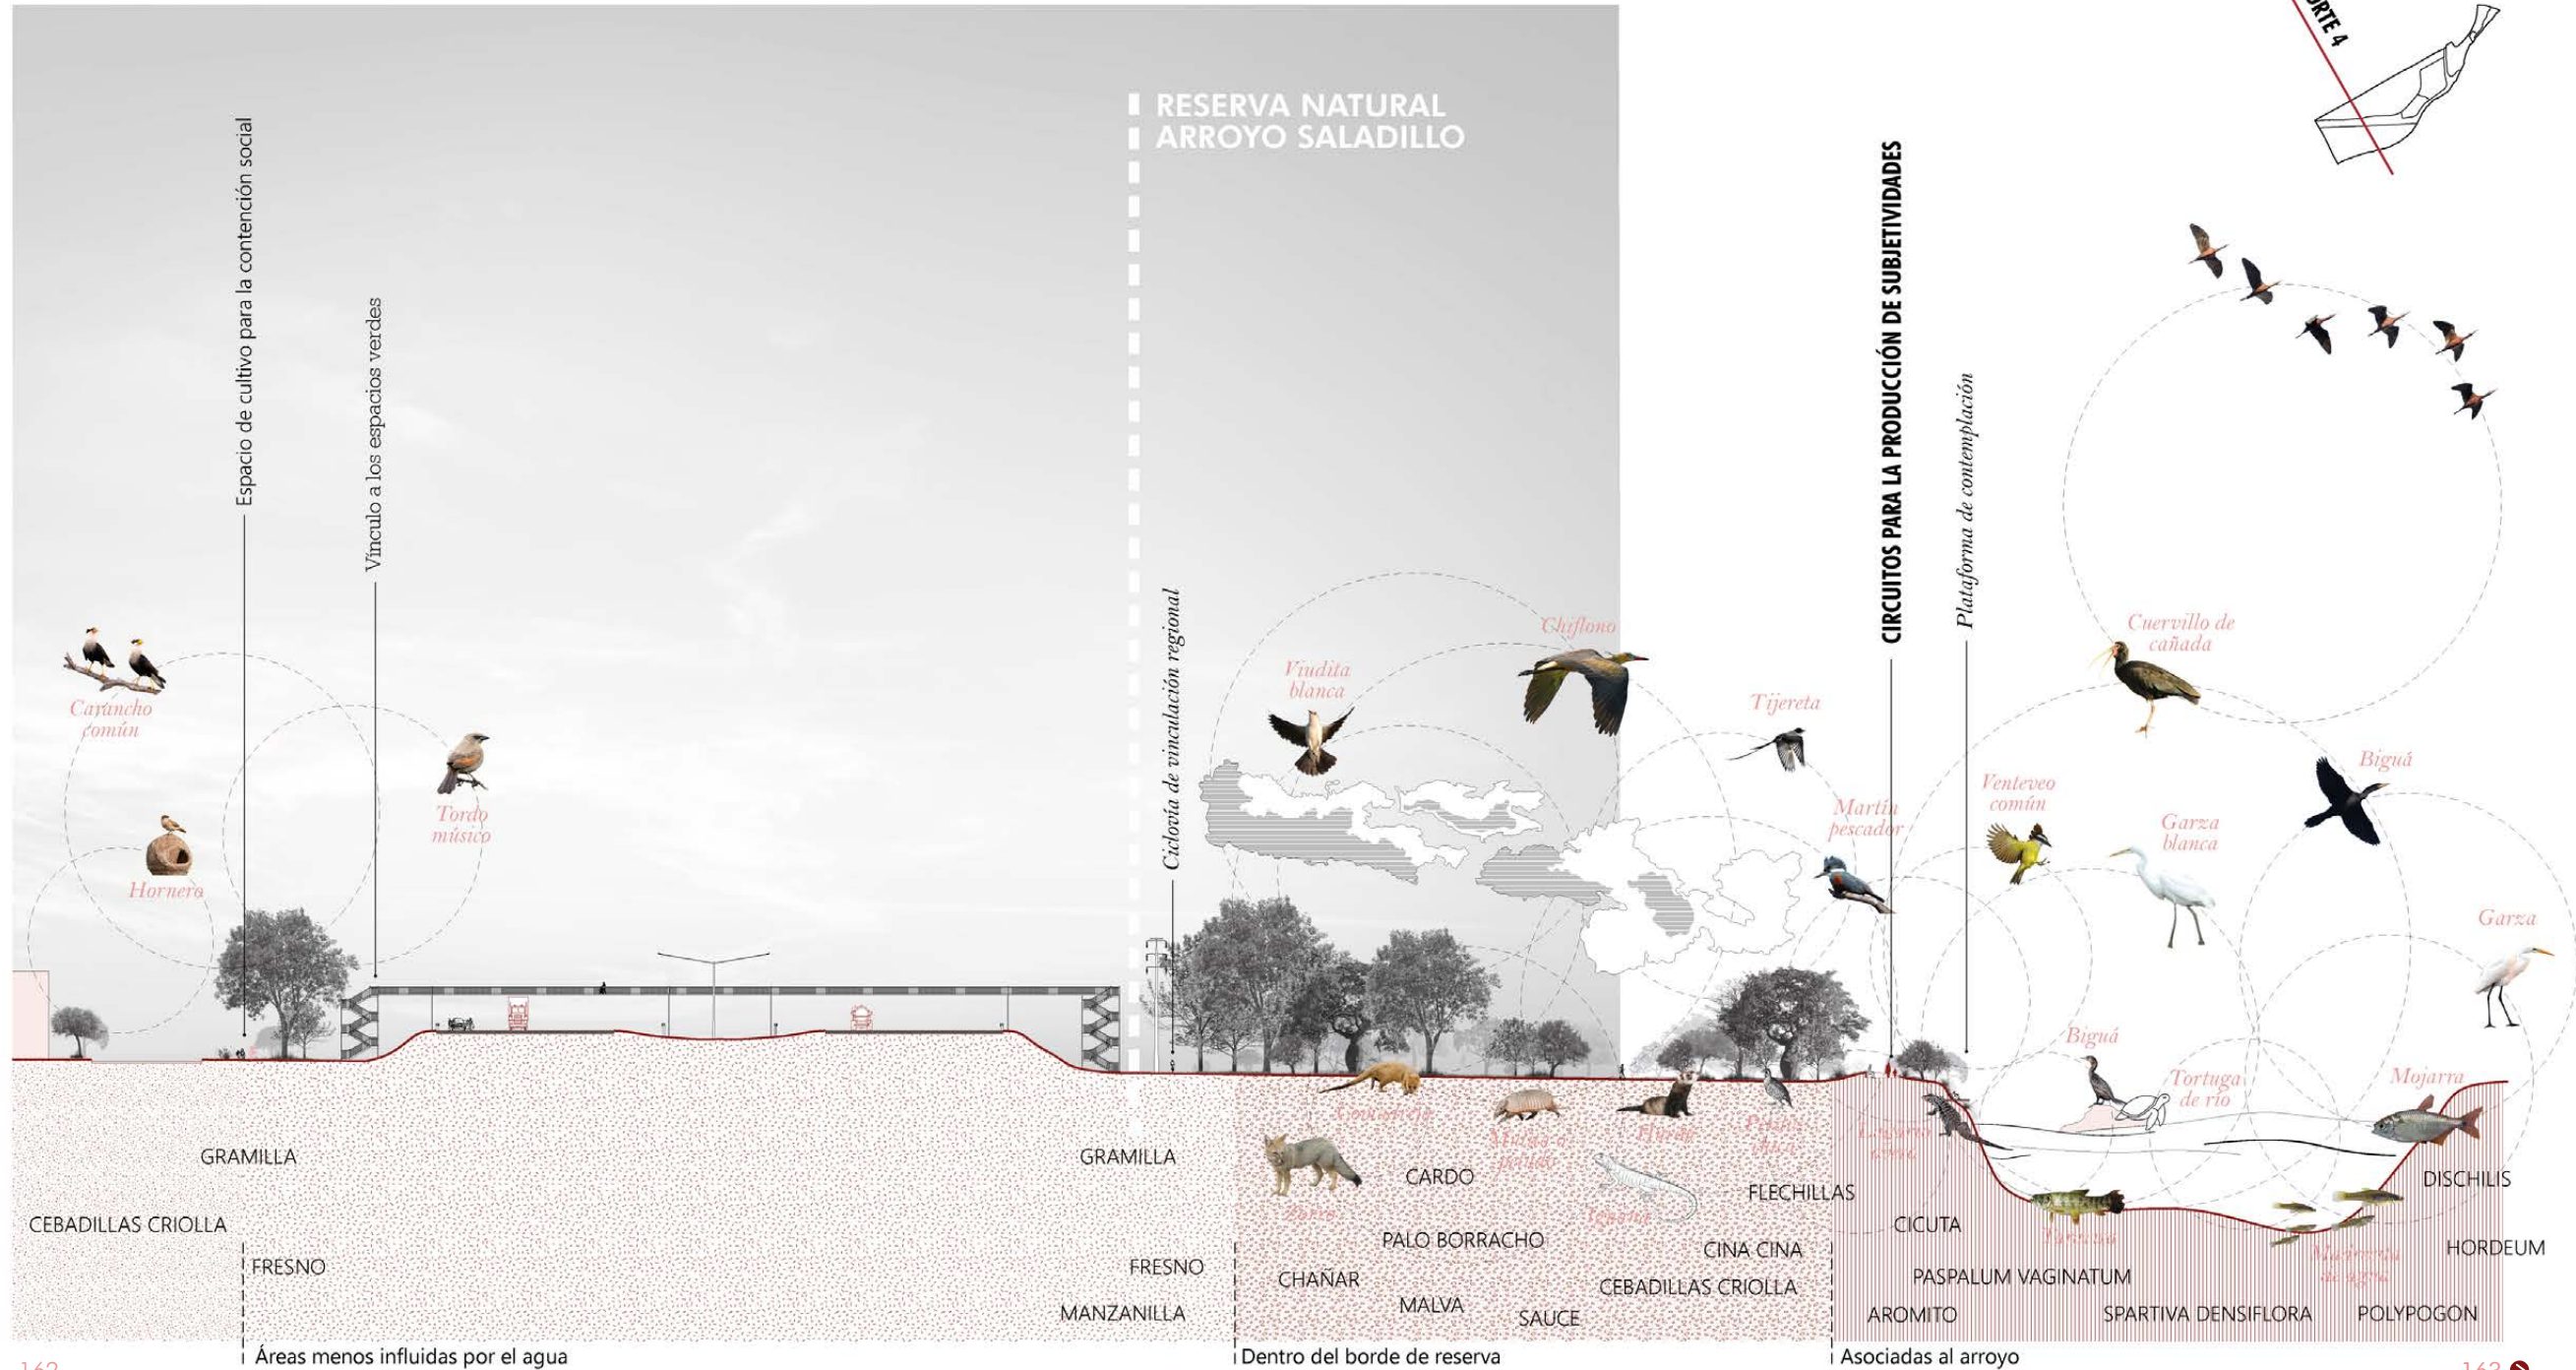 RESERVA NATURAL
ARROYO SALADILLO
Espacio de cultivo para la contención social
Vínculo a los espacios verdes
Ciclovía de vinculación regional
CIRCUITOS PARA LA PRODUCCIÓN DE SUBJETIVIDADES
Plataforma de contemplación
Carancho
común
Hornero
Tordo
músico
Viudita
blanca
Chiflono
Tijereta
Martín
pescador
Cuervillo de
cañada
Venteveo
común
Garza
blanca
Biguá
Garza
Biguá
Tortuga
de río
Mojarra
Comadreja
Hurón
Zorro
Iguana
GRAMILLA
CEBADILLAS CRIOLLA
FRESNO
GRAMILLA
FRESNO
MANZANILLA
CARDO
FLECHILLAS
PALO BORRACHO
CINA CINA
CHAÑAR
CEBADILLAS CRIOLLA
MALVA
SAUCE
CICUTA
DISCHILIS
HORDEUM
PASPALUM VAGINATUM
AROMITO
SPARTIVA DENSIFLORA
POLYPOGON
Áreas menos influidas por el agua
Dentro del borde de reserva
Asociadas al arroyo